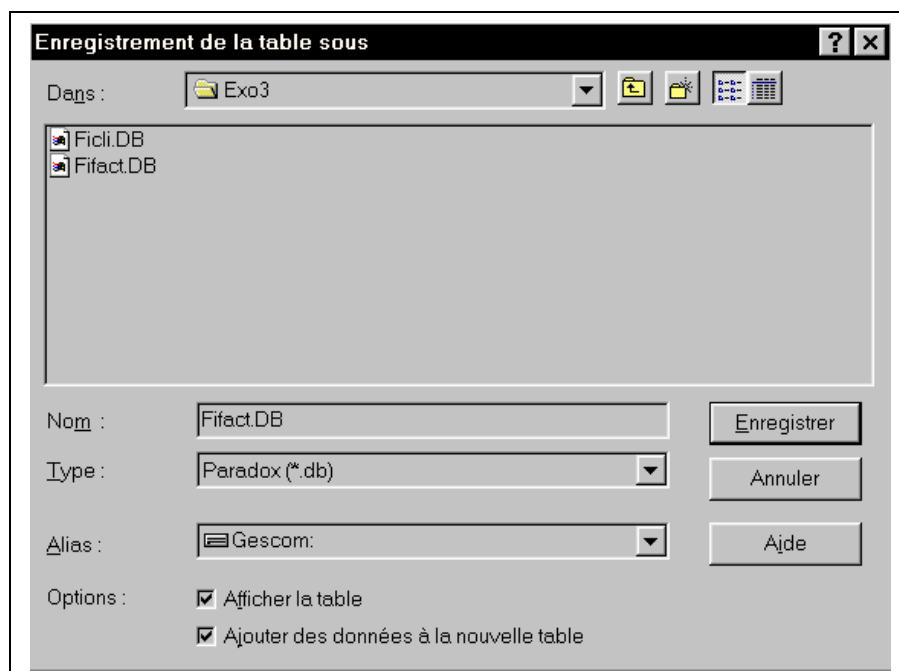 Enregistrement de la table sous
Dans :
Exo3
Ficli.DB
Fifact.DB
Nom :
Fifact.DB
Enregistrer
Type :
Paradox (*.db)
Annuler
Alias :
Gescom:
Aide
Options :
Afficher la table
Ajouter des données à la nouvelle table